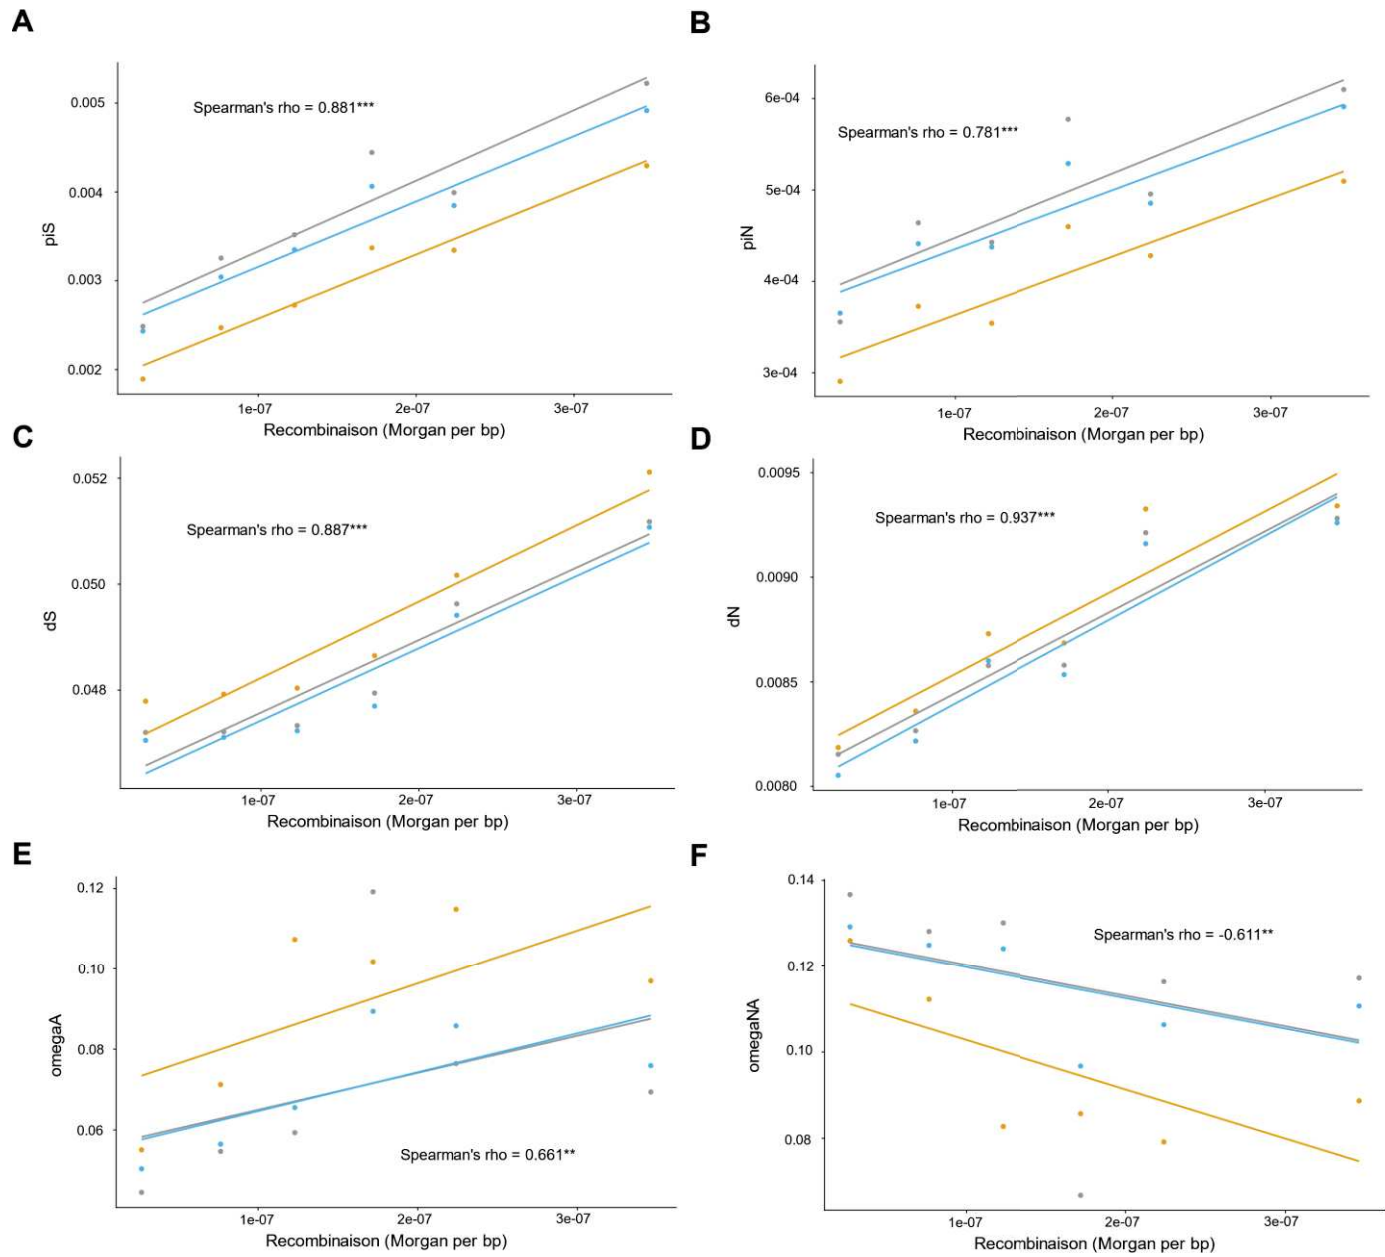 A
B
Spearman's rho = 0.881***
Spearman's rho = 0.781***
0.005
0.004
0.003
0.002
piS
6e-04
5e-04
4e-04
3e-04
piN
1e-07 2e-07 3e-07
Recombinaison (Morgan per bp)
1e-07 2e-07 3e-07
Recombinaison (Morgan per bp)
C
D
Spearman's rho = 0.887***
Spearman's rho = 0.937***
0.052
0.050
0.048
dS
0.0095
0.0090
0.0085
0.0080
dN
1e-07 2e-07 3e-07
Recombinaison (Morgan per bp)
1e-07 2e-07 3e-07
Recombinaison (Morgan per bp)
E
F
0.12
0.10
0.08
0.06
omegaA
Spearman's rho = 0.661**
0.14
0.12
0.10
0.08
omegaNA
Spearman's rho = -0.611**
1e-07 2e-07 3e-07
Recombinaison (Morgan per bp)
1e-07 2e-07 3e-07
Recombinaison (Morgan per bp)